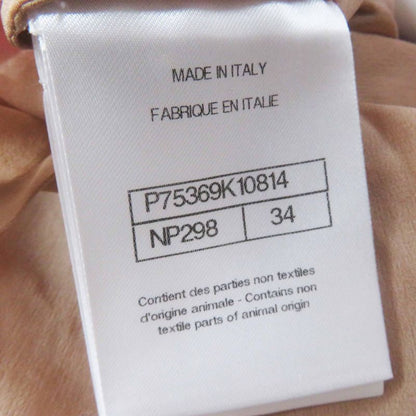 MADE IN ITALY
FABRIQUE EN ITALIE
P75369K10814
NP298 34
Contient des parties non textiles
d'origine animale - Contains non
textile parts of animal origin